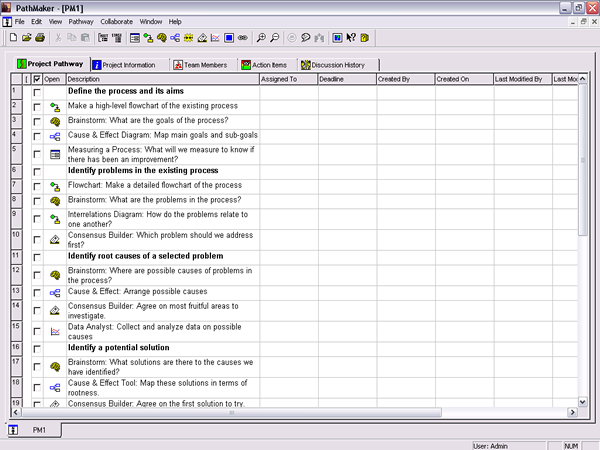 PathMaker - [PM1]
File Edit View Pathway Collaborate Window Help
Project Pathway Project Information Team Members Action Items Discussion History
[ Open Description Assigned To Deadline Created By Created On Last Modified By Last Mo
1 Define the process and its aims
2 Make a high-level flowchart of the existing process
3 Brainstorm: What are the goals of the process?
4 Cause & Effect Diagram: Map main goals and sub-goals
5 Measuring a Process: What will we measure to know if
there has been an improvement?
6 Identify problems in the existing process
7 Flowchart: Make a detailed flowchart of the process
8 Brainstorm: What are the problems in the process?
9 Interrelations Diagram: How do the problems relate to
one another?
10 Consensus Builder: Which problem should we address
first?
11 Identify root causes of a selected problem
12 Brainstorm: Where are possible causes of problems in
the process?
13 Cause & Effect: Arrange possible causes
14 Consensus Builder: Agree on most fruitful areas to
investigate.
15 Data Analyst: Collect and analyze data on possible
causes
16 Identify a potential solution
17 Brainstorm: What solutions are there to the causes we
have identified?
18 Cause & Effect Tool: Map these solutions in terms of
rootness.
19 Consensus Builder: Agree on the first solution to try.
PM1
User: Admin NUM